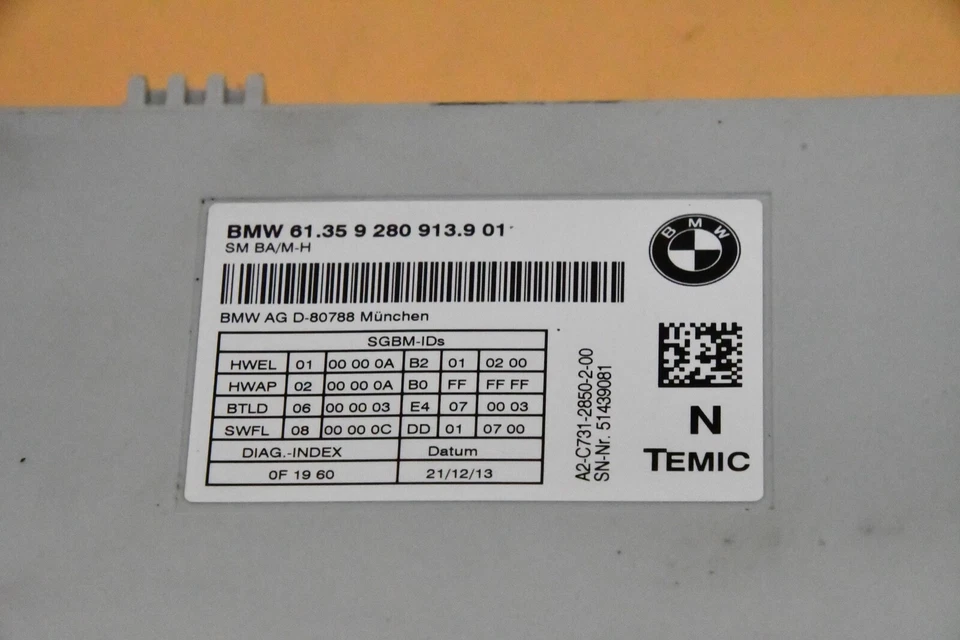 BMW 61.35 9 280 913.9 01
SM BA/M-H
BMW
BMW AG D-80788 München
SGBM-IDs
HWEL 01 00 00 0A B2 01 02 00
HWAP 02 00 00 0A B0 FF FF FF
BTLD 06 00 00 03 E4 07 00 03
SWFL 08 00 00 0C DD 01 07 00
DIAG.-INDEX Datum
0F 19 60 21/12/13
A2-C731-2850-2-00
SN-Nr. 51439081
N
TEMIC